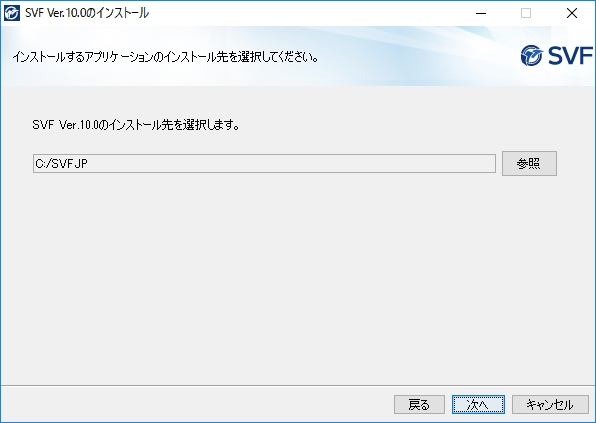 SVF Ver.10.0のインストール
インストールするアプリケーションのインストール先を選択してください。
SVF
SVF Ver.10.0のインストール先を選択します。
C:/SVFJP
参照
戻る
次へ
キャンセル